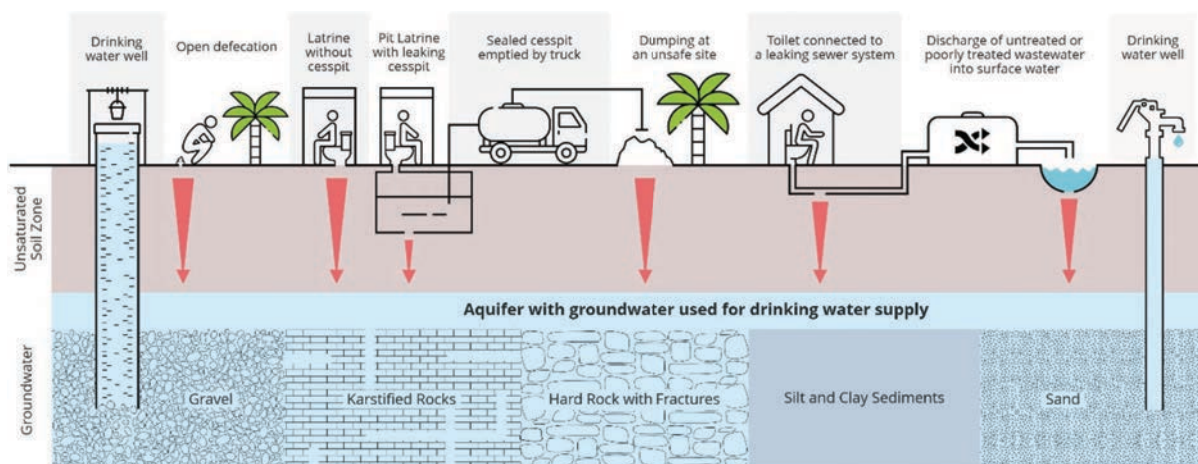 Drinking
water well
Open defecation
Latrine
without
cesspit
Pit Latrine
with leaking
cesspit
Sealed cesspit
emptied by truck
Dumping at
an unsafe site
Toilet connected to
a leaking sewer system
Discharge of untreated or
poorly treated wastewater
into surface water
Drinking
water well
Unsaturated
Soil Zone
Aquifer with groundwater used for drinking water supply
Groundwater
Gravel
Karstified Rocks
Hard Rock with Fractures
Silt and Clay Sediments
Sand